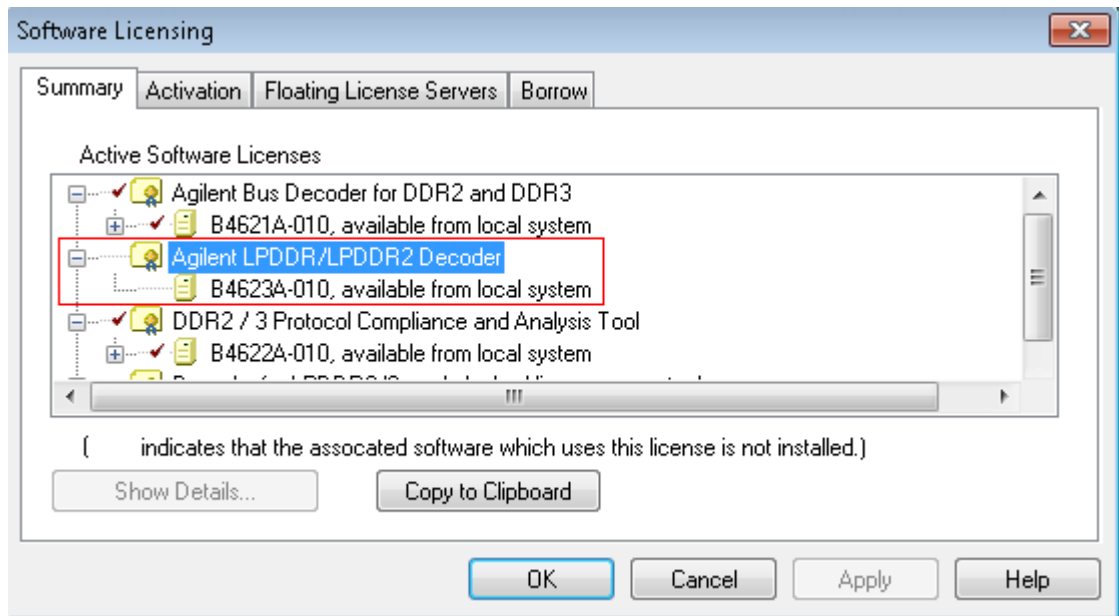 Software Licensing
Summary Activation Floating License Servers Borrow
Active Software Licenses
Agilent Bus Decoder for DDR2 and DDR3
B4621A-010, available from local system
Agilent LPDDR/LPDDR2 Decoder
B4623A-010, available from local system
DDR2 / 3 Protocol Compliance and Analysis Tool
B4622A-010, available from local system
( indicates that the assocated software which uses this license is not installed.)
Show Details... Copy to Clipboard
OK Cancel Apply Help